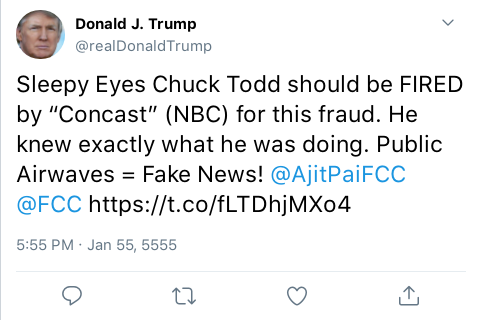 Donald J. Trump
@realDonaldTrump
Sleepy Eyes Chuck Todd should be FIRED
by “Concast” (NBC) for this fraud. He
knew exactly what he was doing. Public
Airwaves = Fake News! @AjitPaiFCC
@FCC https://t.co/fLTDhjMXo4
5:55 PM · Jan 55, 5555